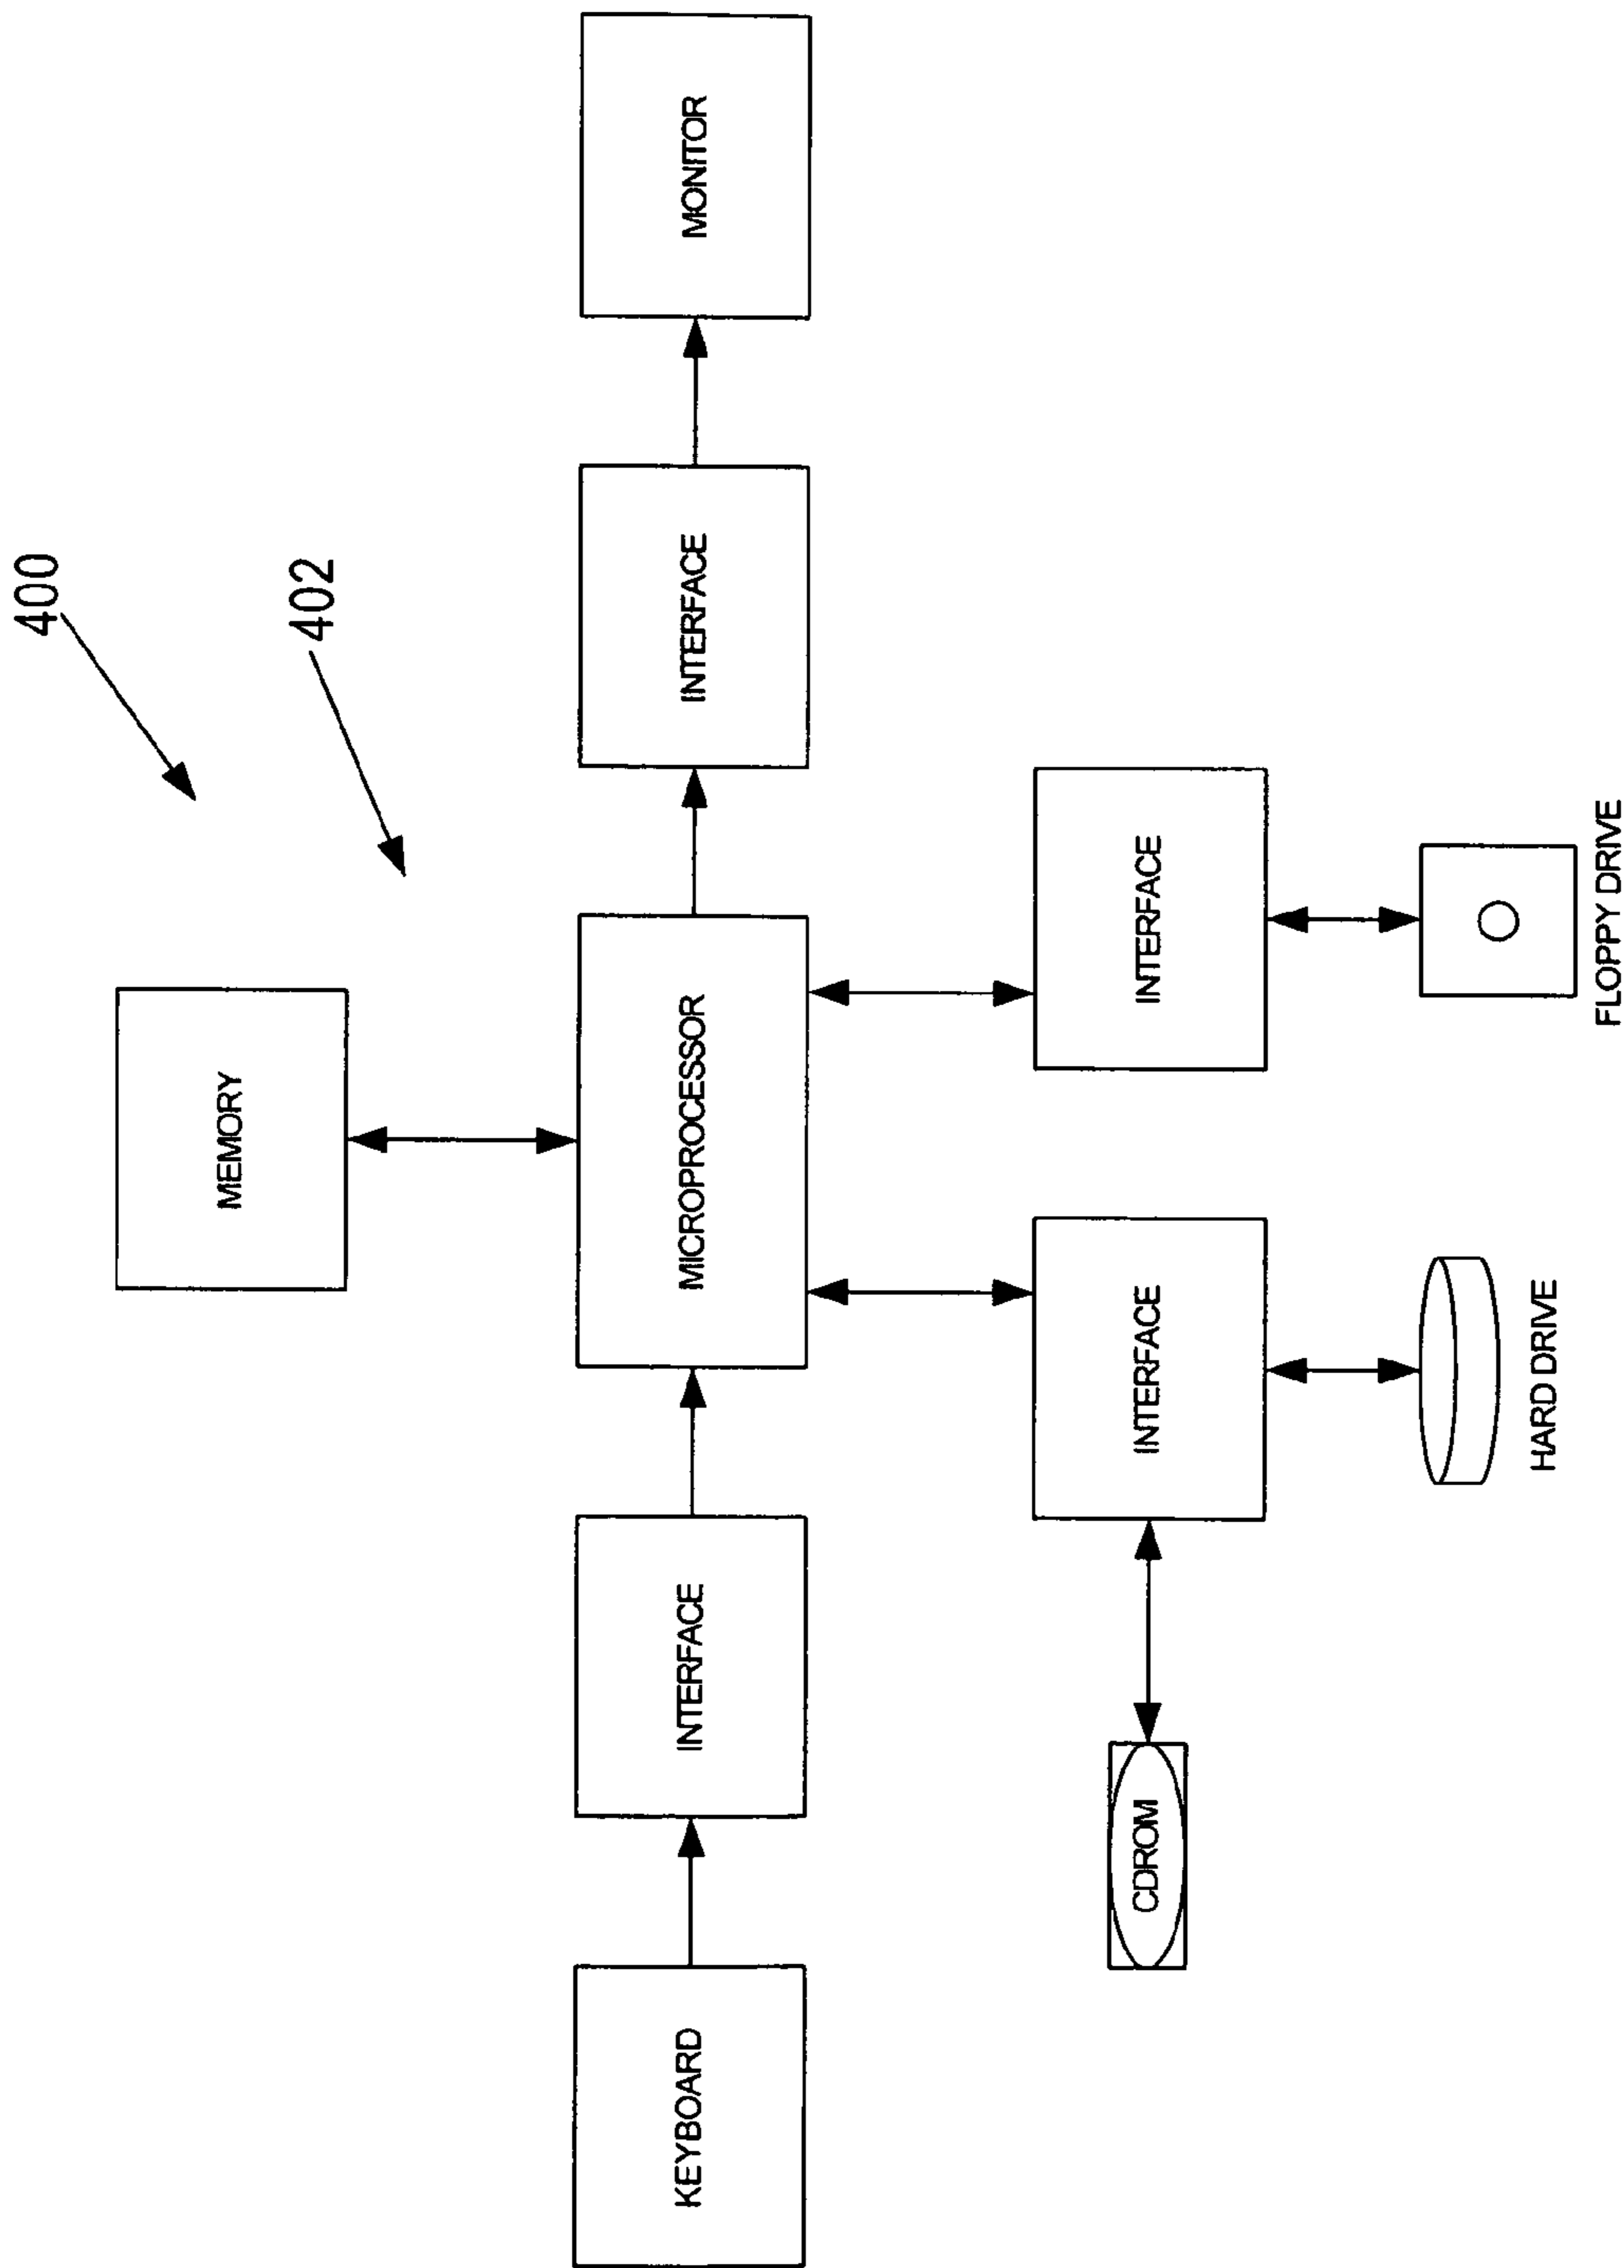 400
402
MEMORY
KEYBOARD
INTERFACE
MICROPROCESSOR
INTERFACE
MONITOR
CDROM
INTERFACE
INTERFACE
HARD DRIVE
FLOPPY DRIVE